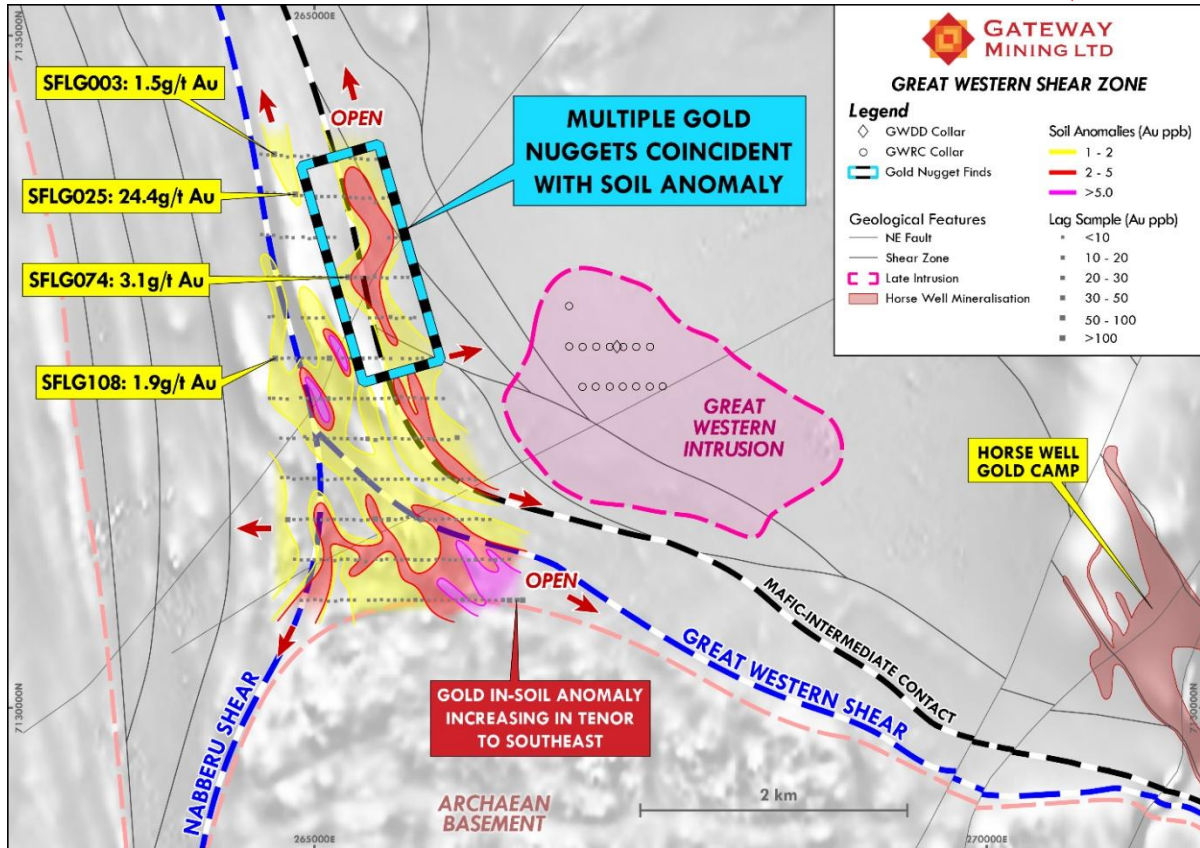 265000E
7135000N
GATEWAY
MINING LTD
GREAT WESTERN SHEAR ZONE
Legend
GWDD Collar
GWRC Collar
Gold Nugget Finds
Geological Features
NE Fault
Shear Zone
Late Intrusion
Horse Well Mineralisation
Soil Anomalies (Au ppb)
1 - 2
2 - 5
>5.0
Lag Sample (Au ppb)
<10
10 - 20
20 - 30
30 - 50
50 - 100
>100
SFLG003: 1.5g/t Au
OPEN
MULTIPLE GOLD
NUGGETS COINCIDENT
WITH SOIL ANOMALY
SFLG025: 24.4g/t Au
SFLG074: 3.1g/t Au
SFLG108: 1.9g/t Au
GREAT
WESTERN
INTRUSION
HORSE WELL
GOLD CAMP
OPEN
MAFIC-INTERMEDIATE CONTACT
GREAT WESTERN SHEAR
GOLD IN-SOIL ANOMALY
INCREASING IN TENOR
TO SOUTHEAST
NABBERU SHEAR
7130000N
7130000N
2 km
ARCHAEAN
BASEMENT
265000E
270000E